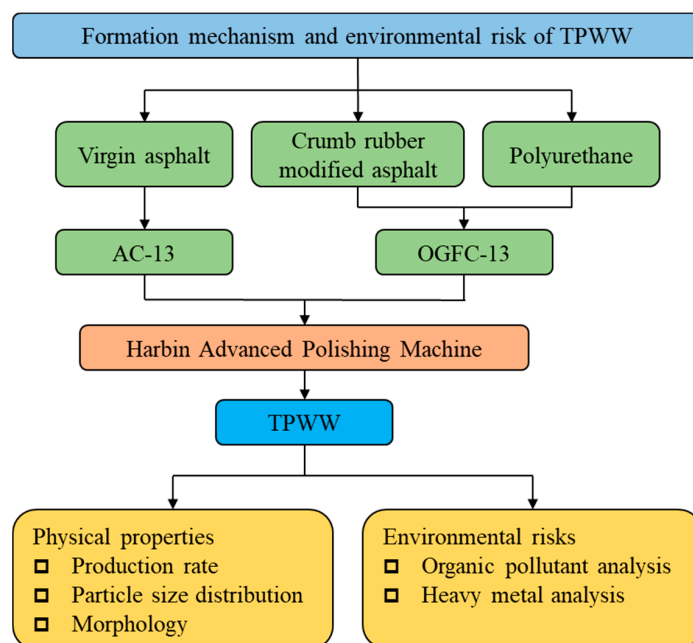 Formation mechanism and environmental risk of TPWW
Virgin asphalt
Crumb rubber
modified asphalt
Polyurethane
AC-13
OGFC-13
Harbin Advanced Polishing Machine
TPWW
Physical properties
Production rate
Particle size distribution
Morphology
Environmental risks
Organic pollutant analysis
Heavy metal analysis